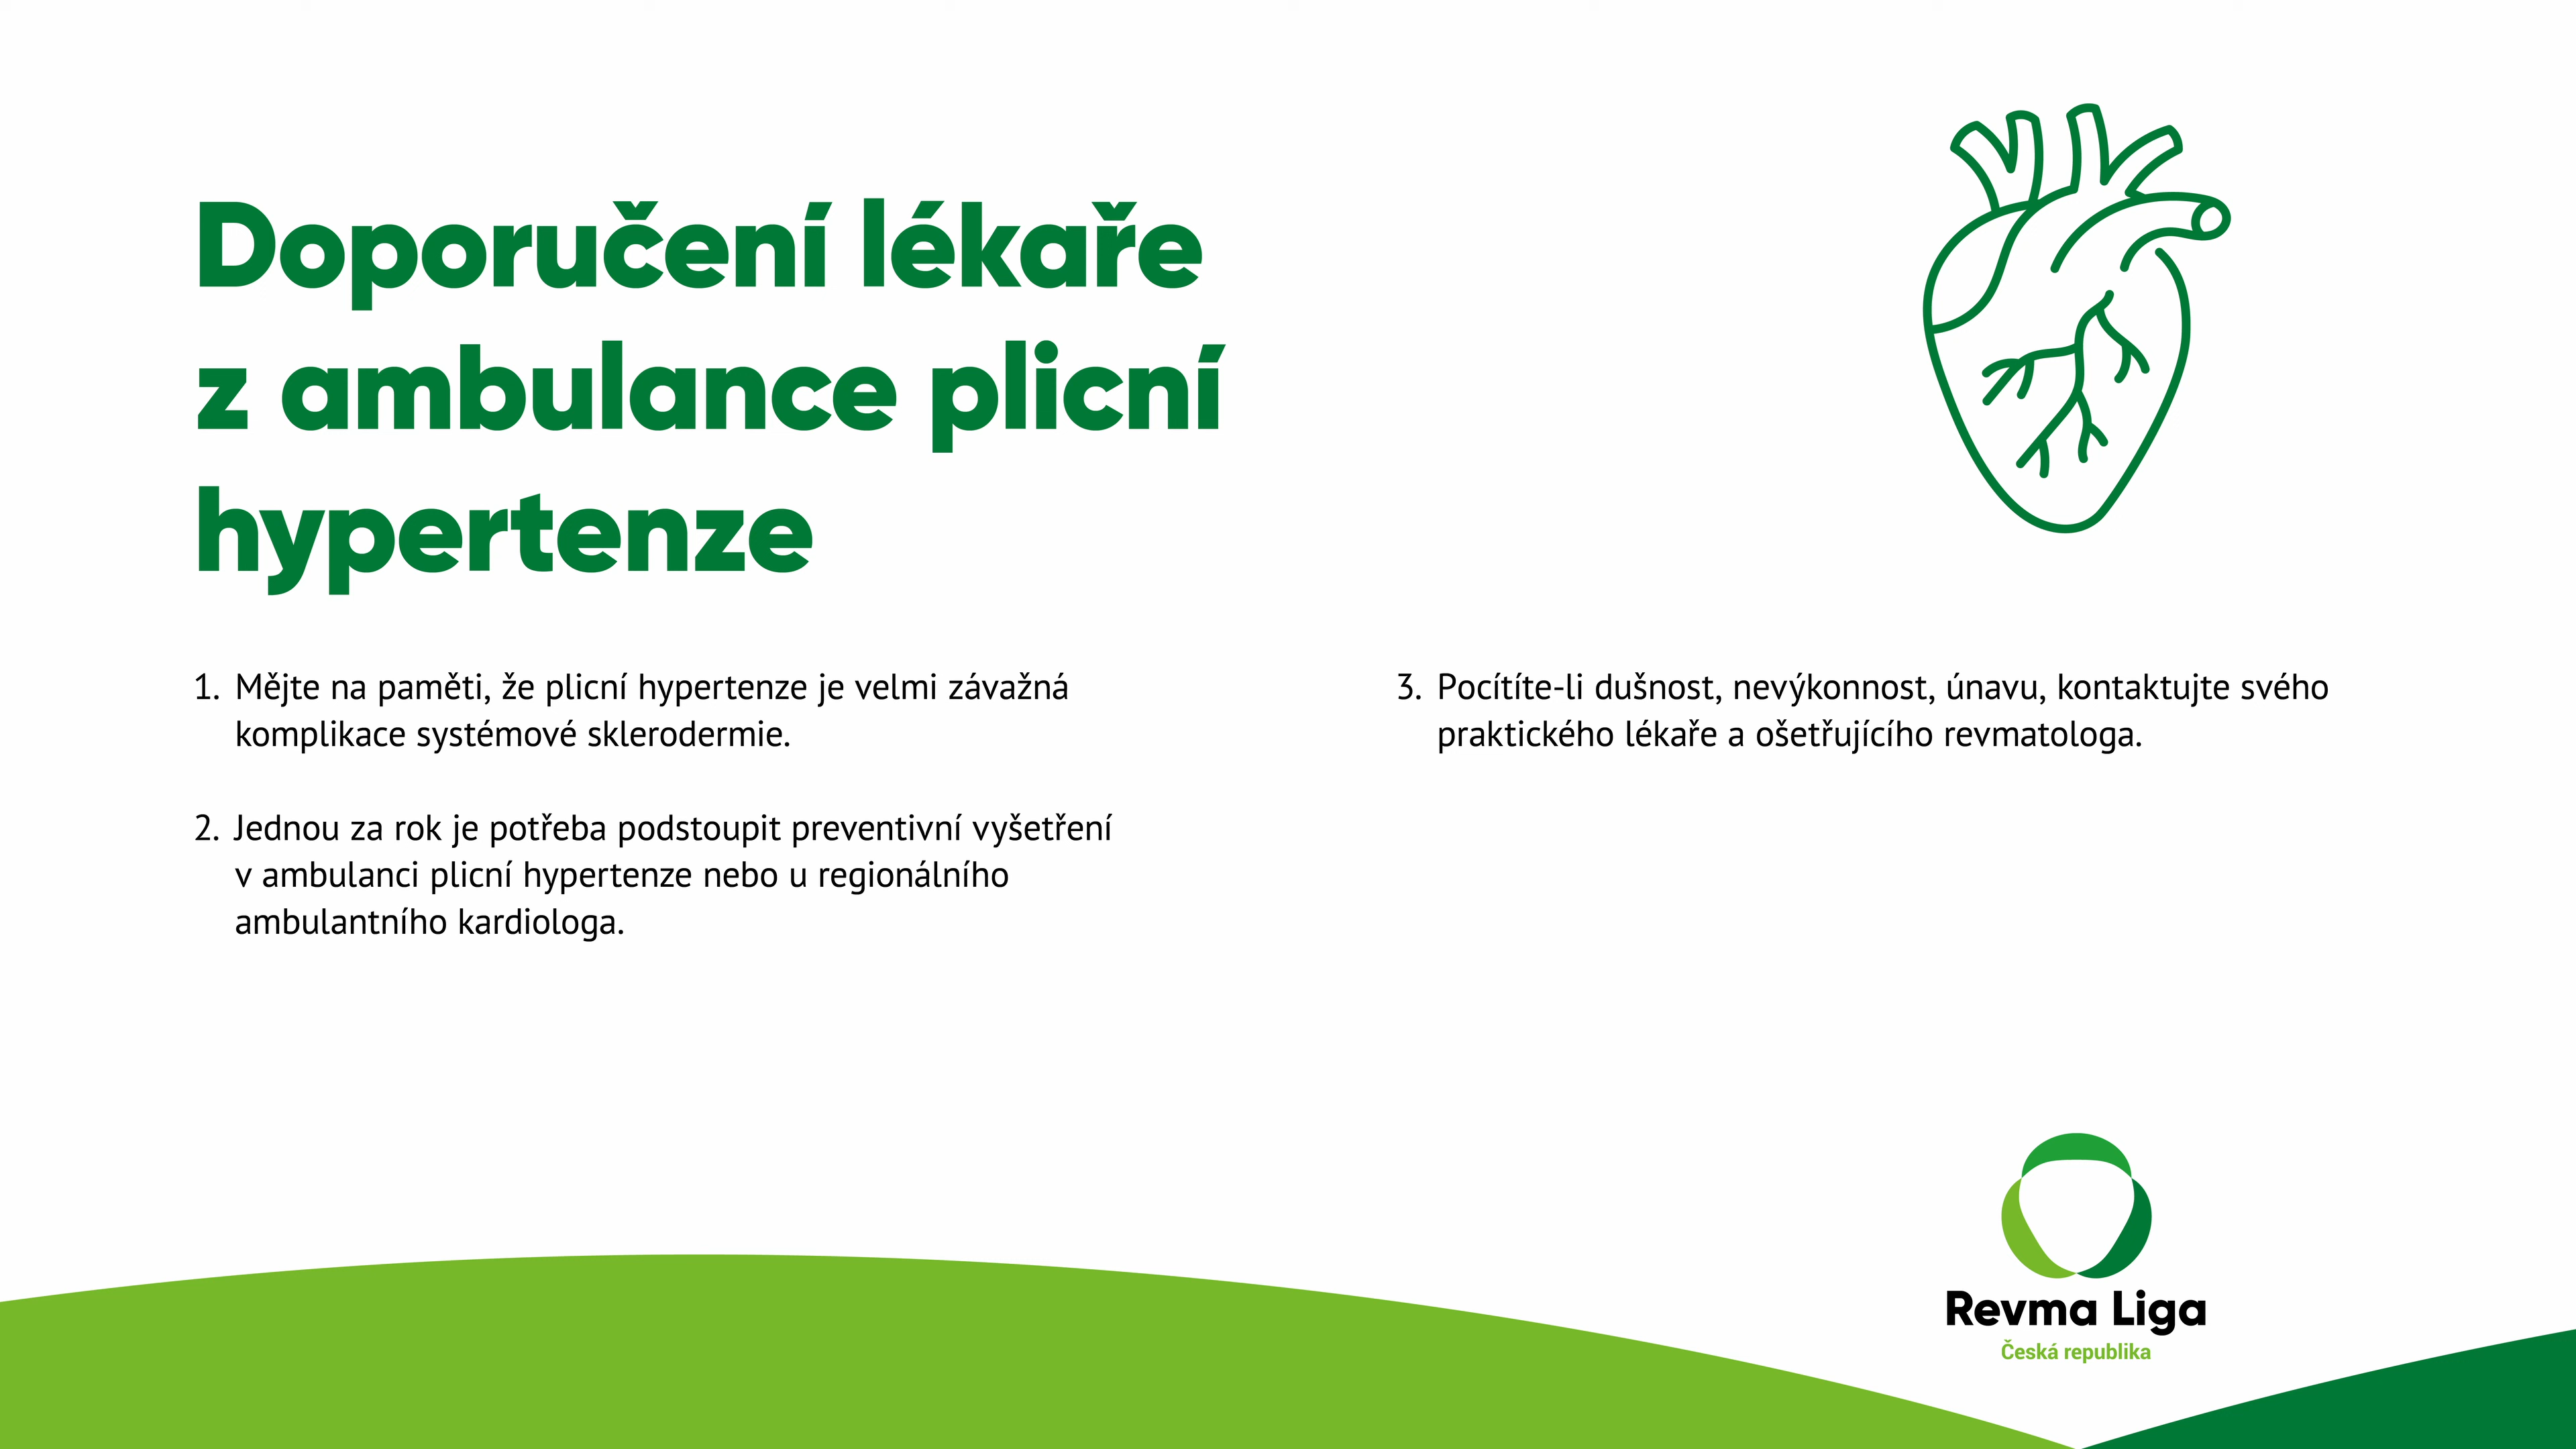 Doporučení lékaře
z ambulance plicní
hypertenze
1. Mějte na paměti, že plicní hypertenze je velmi závažná
komplikace systémové sklerodermie.
2. Jednou za rok je potřeba podstoupit preventivní vyšetření
v ambulanci plicní hypertenze nebo u regionálního
ambulantního kardiologa.
3. Pocítíte-li dušnost, nevýkonnost, únavu, kontaktujte svého
praktického lékaře a ošetřujícího revmatologa.
Revma Liga
Česká republika